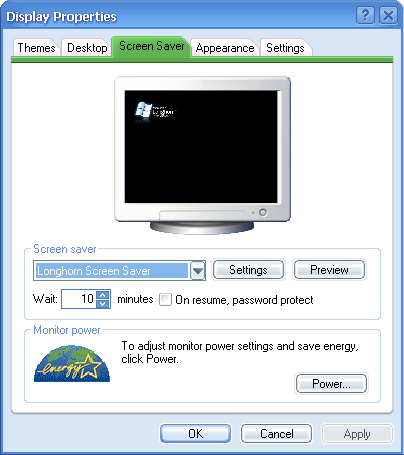 Display Properties
Themes Desktop Screen Saver Appearance Settings
Longhorn
Screen saver
Longhorn Screen Saver Settings Preview
Wait: 10 minutes On resume, password protect
Monitor power
To adjust monitor power settings and save energy,
click Power.
energy
Power...
OK Cancel Apply